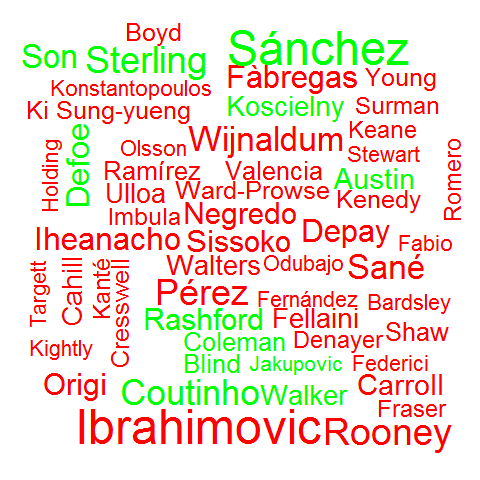 Boyd
Son Sterling Sánchez
Konstantopoulos Fàbregas Young
Ki Sung-yueng Koscielny Surman
Wijnaldum Keane
Holding Defoe Olsson Stewart Romero
Ramírez Valencia Austin
Ulloa Ward-Prowse Kenedy
Imbula Negredo
Iheanacho Sissoko Depay Fabio
Targett Cahill Kanté Cresswell Walters Odubajo Sané
Pérez Fernández Bardsley
Rashford Fellaini
Kightly Coleman Denayer Shaw
Blind Jakupovic Federici
Origi Coutinho Walker Carroll
Fraser
Ibrahimovic Rooney